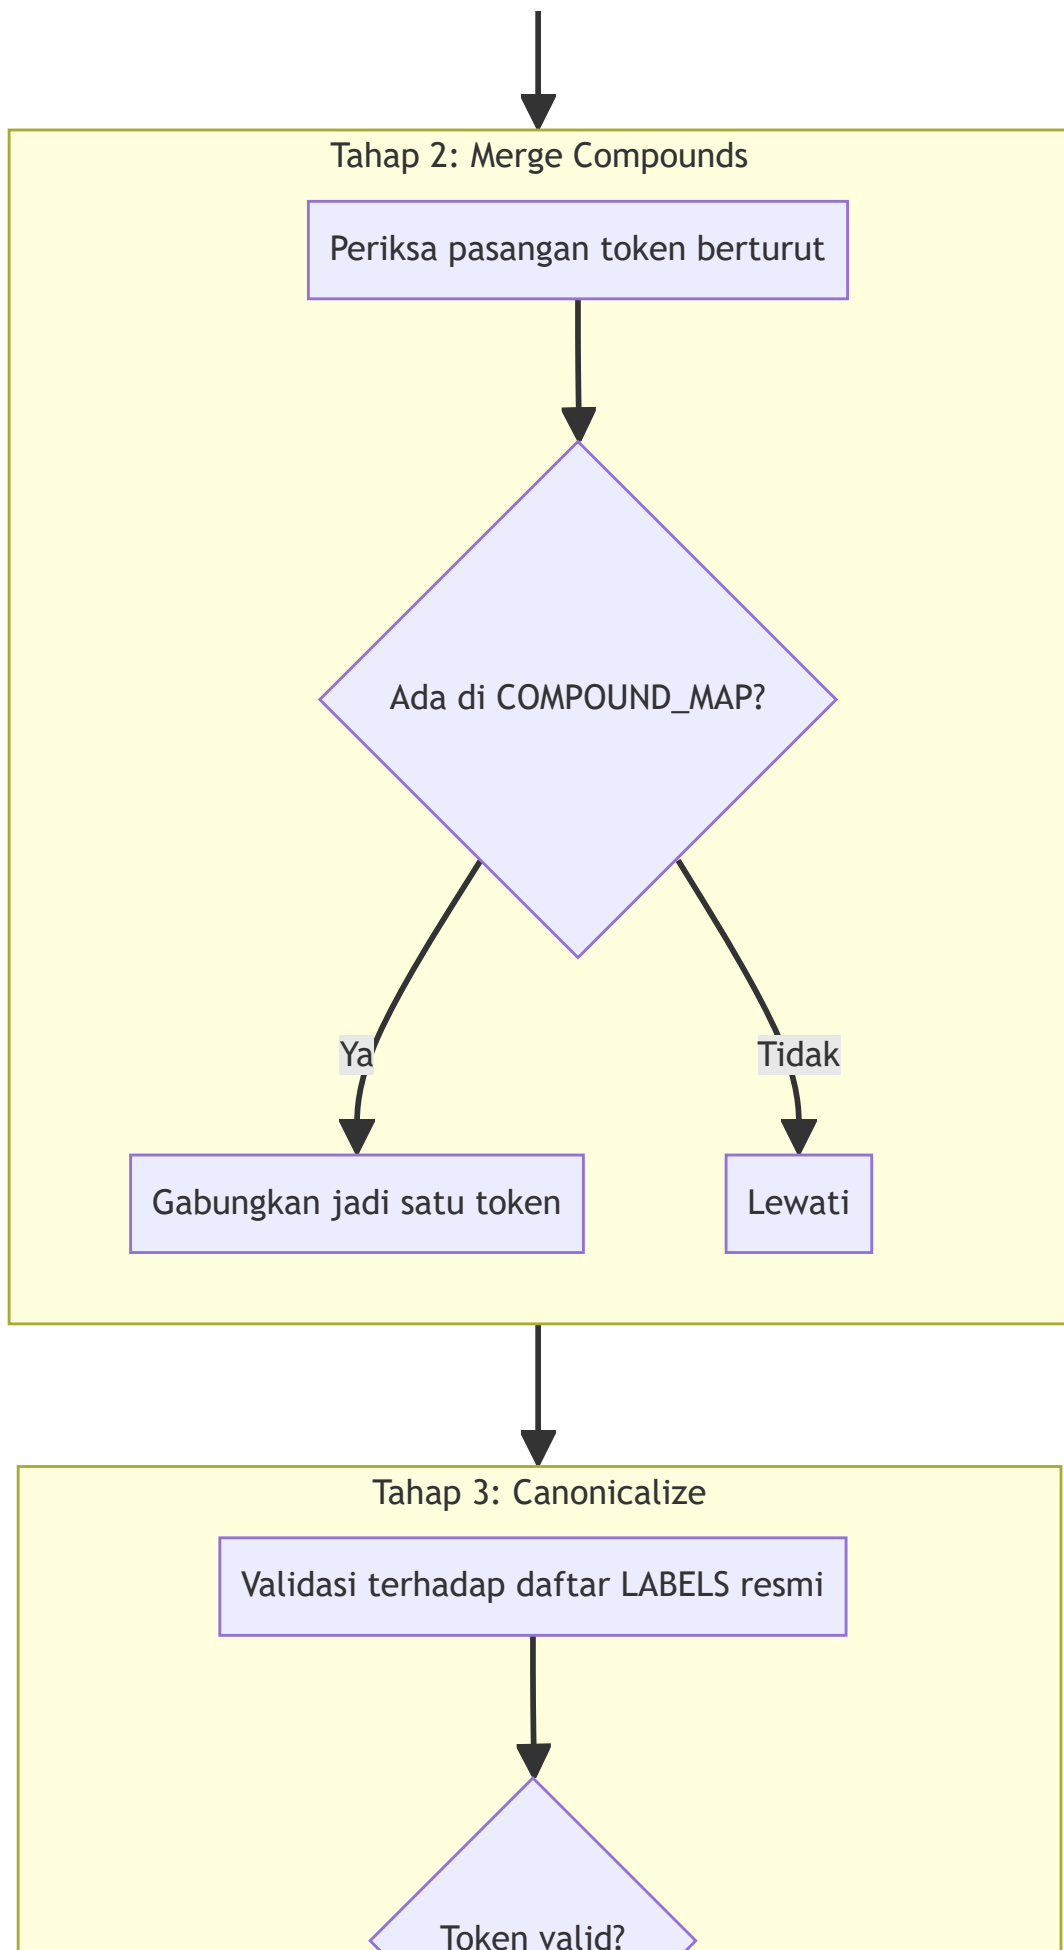 Tahap 2: Merge Compounds
Periksa pasangan token berturut
Ada di COMPOUND_MAP?
Ya
Tidak
Gabungkan jadi satu token
Lewati
Tahap 3: Canonicalize
Validasi terhadap daftar LABELS resmi
Token valid?